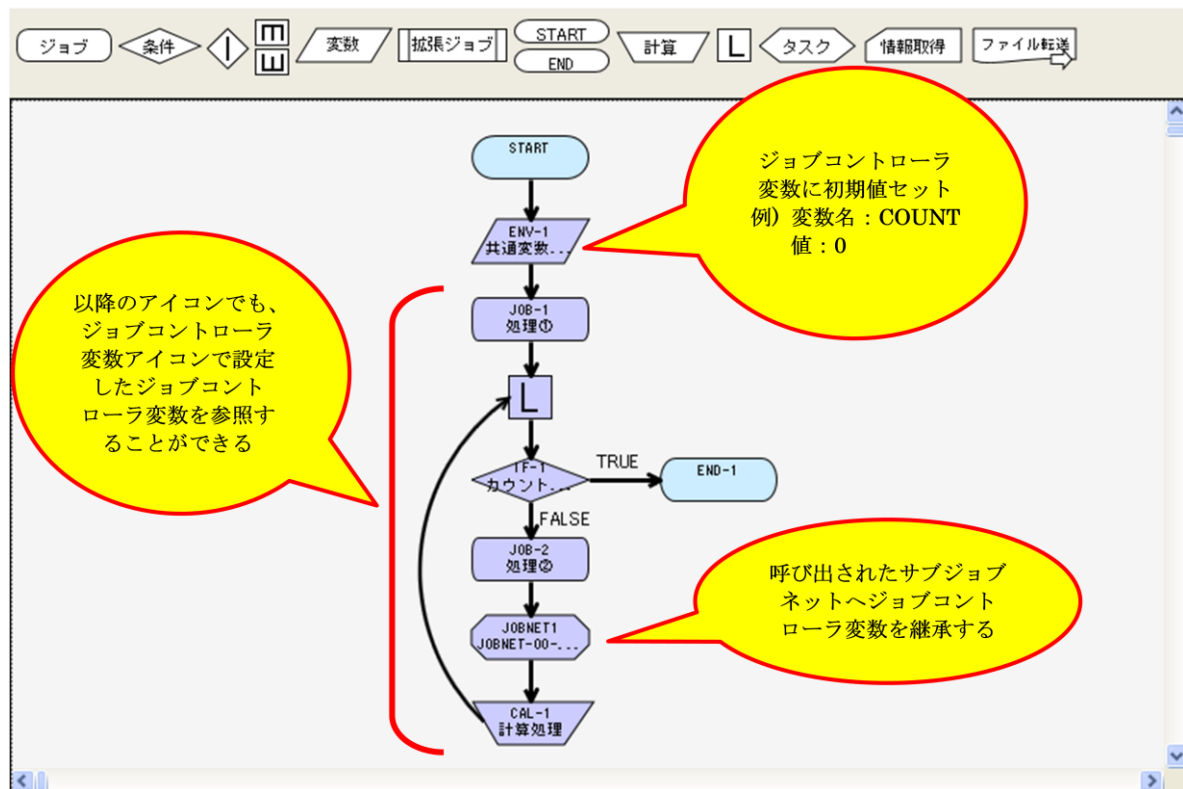 ジョブ
条件
変数
拡張ジョブ
START
END
計算
L
タスク
情報取得
ファイル転送
START
ENV-1
共通変数...
ジョブコントローラ
変数に初期値セット
例）変数名：COUNT
値：0
以降のアイコンでも、
ジョブコントローラ
変数アイコンで設定
したジョブコント
ローラ変数を参照す
ることができる
JOB-1
処理①
L
IF-1
カウント...
TRUE
END-1
FALSE
JOB-2
処理②
呼び出されたサブジョブ
ネットへジョブコント
ローラ変数を継承する
JOBNET1
JOBNET-00-...
CAL-1
計算処理